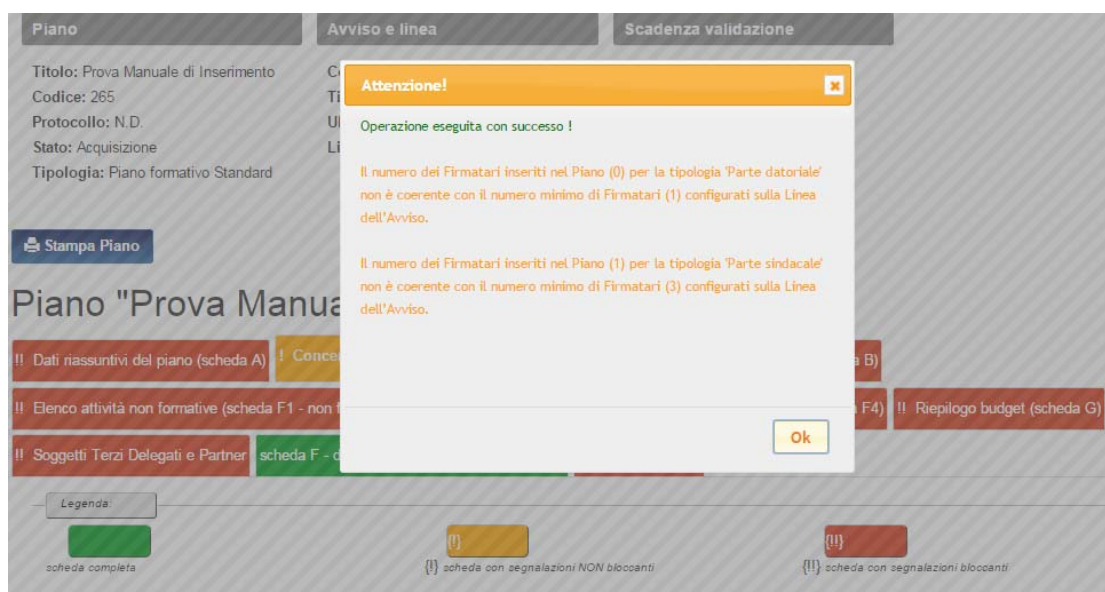 Piano
Avviso e linea
Scadenza validazione
Titolo: Prova Manuale di Inserimento
Codice: 265
Protocollo: N.D.
Stato: Acquisizione
Tipologia: Piano formativo Standard
Attenzione!
Operazione eseguita con successo !
Il numero dei Firmatari inseriti nel Piano (0) per la tipologia 'Parte datoriale'
non è coerente con il numero minimo di Firmatari (1) configurati sulla Linea
dell'Avviso.
Il numero dei Firmatari inseriti nel Piano (1) per la tipologia 'Parte sindacale'
non è coerente con il numero minimo di Firmatari (3) configurati sulla Linea
dell'Avviso.
Ok
Stampa Piano
Piano "Prova Manua
!! Dati riassuntivi del piano (scheda A)
! Conce
B)
!! Elenco attività non formative (scheda F1 - non f
F4)
!! Riepilogo budget (scheda G)
!! Soggetti Terzi Delegati e Partner
scheda F - d
Legenda:
{!}
{!!}
scheda completa
{!} scheda con segnalazioni NON bloccanti
{!!} scheda con segnalazioni bloccanti